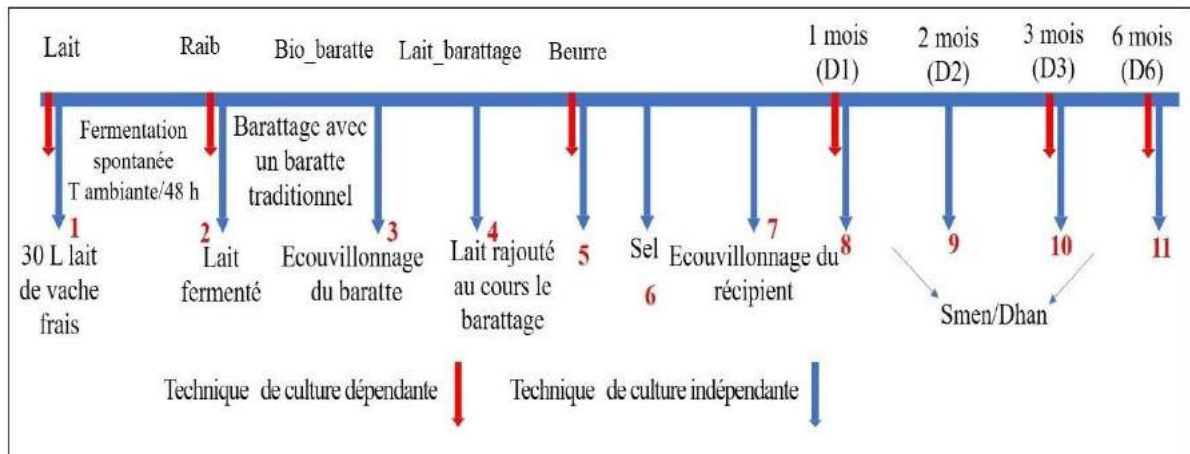 Lait
Raib
Bio_baratte
Lait_barattage
Beurre
1 mois
(D1)
2 mois
(D2)
3 mois
(D3)
6 mois
(D6)
Fermentation
spontanée
T ambiante/48 h
Barattage avec
un baratte
traditionnel
1
30 L lait
de vache
frais
2
Lait
fermenté
3
Ecouvillonnage
du baratte
4
Lait rajouté
au cours le
barattage
5
Sel
6
7
Ecouvillonnage du
récipient
8
9
10
11
Smen/Dhan
Technique de culture dépendante
Technique de culture indépendante